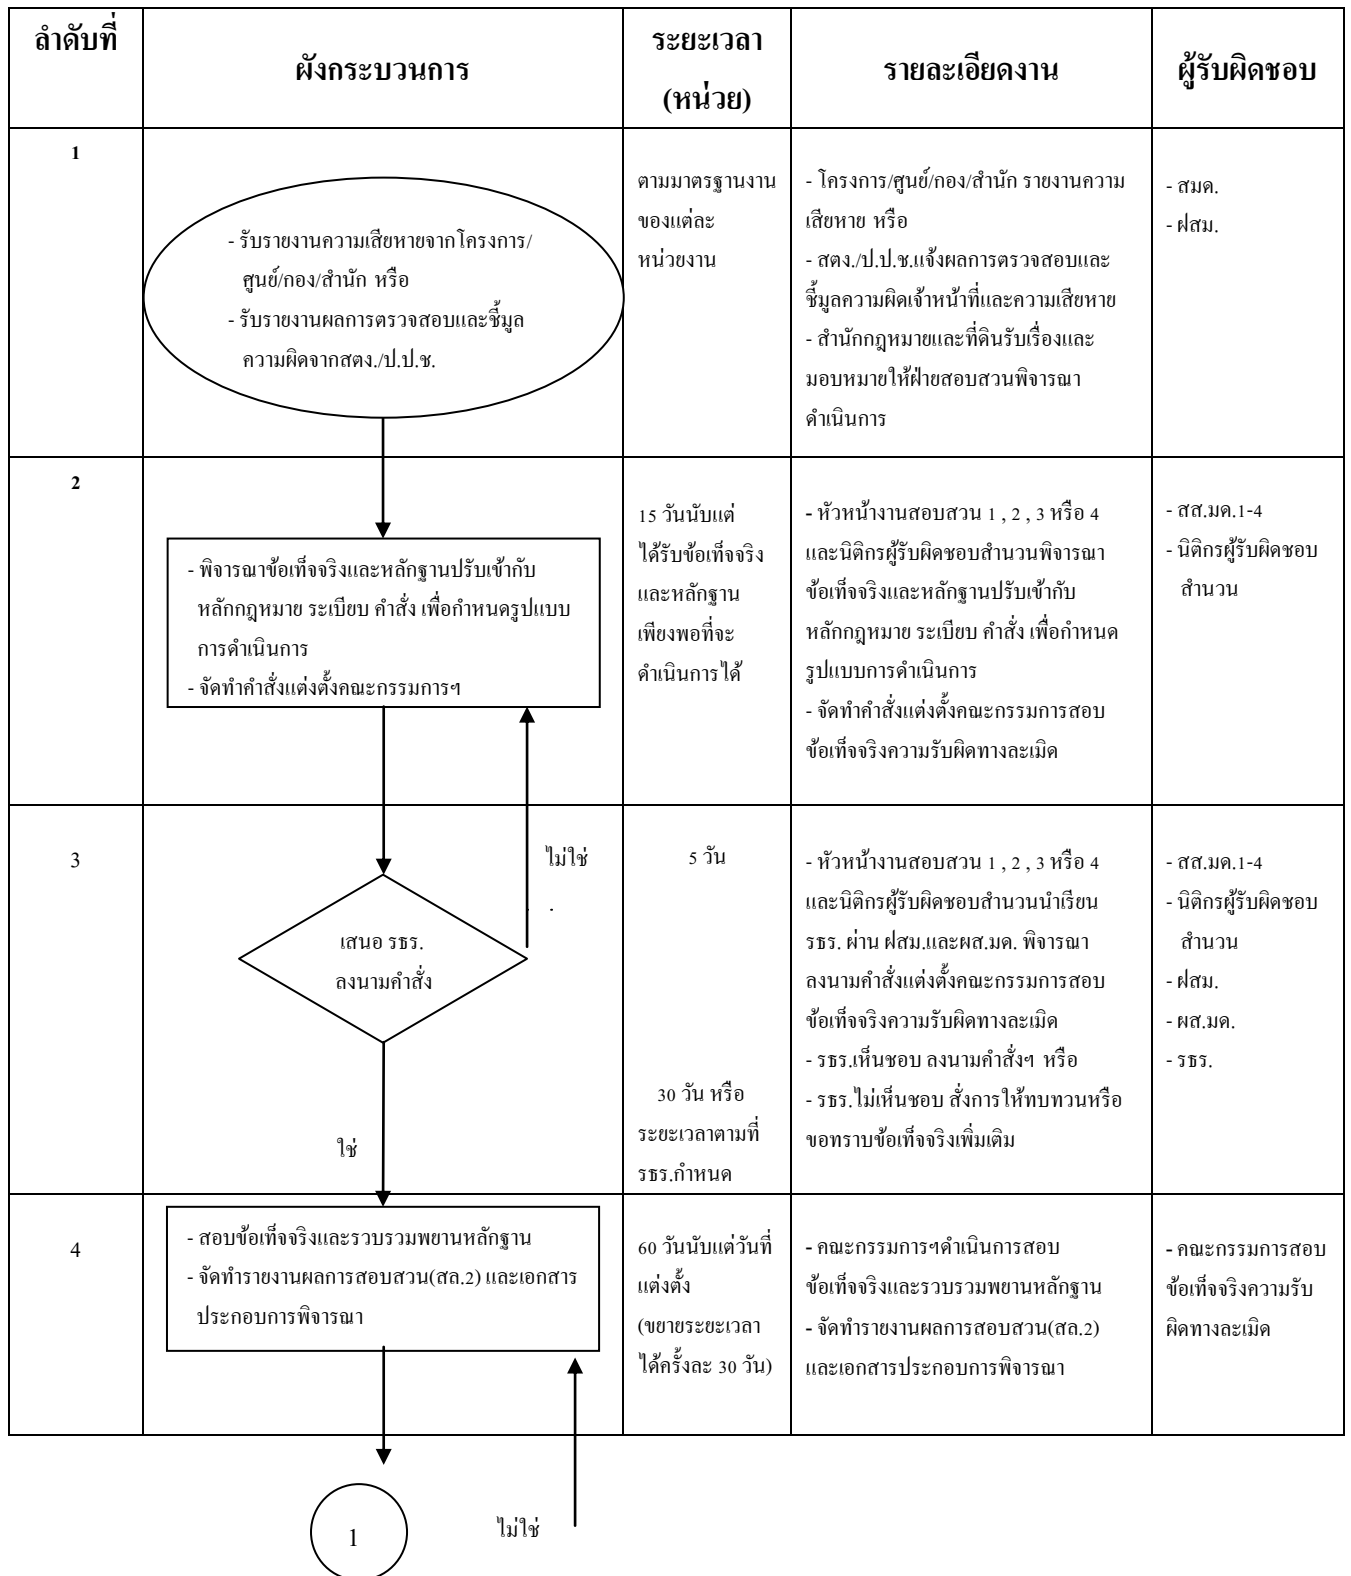 ลำดับที่
ผังกระบวนการ
ระยะเวลา
(หน่วย)
รายละเอียดงาน
ผู้รับผิดชอบ
1
- รับรายงานความเสียหายจากโครงการ/
ศูนย์/กอง/สำนัก หรือ
- รับรายงานผลการตรวจสอบและชี้มูล
ความผิดจากสตง./ป.ป.ช.
ตามมาตรฐานงาน
ของแต่ละ
หน่วยงาน
- โครงการ/ศูนย์/กอง/สำนัก รายงานความ
เสียหาย หรือ
- สตง./ป.ป.ช.แจ้งผลการตรวจสอบและ
ชี้มูลความผิดเจ้าหน้าที่และความเสียหาย
- สำนักกฎหมายและที่ดินรับเรื่องและ
มอบหมายให้ฝ่ายสอบสวนพิจารณา
ดำเนินการ
- สมด.
- ฝสม.
2
- พิจารณาข้อเท็จจริงและหลักฐานปรับเข้ากับ
หลักกฎหมาย ระเบียบ คำสั่ง เพื่อกำหนดรูปแบบ
การดำเนินการ
- จัดทำคำสั่งแต่งตั้งคณะกรรมการฯ
15 วันนับแต่
ได้รับข้อเท็จจริง
และหลักฐาน
เพียงพอที่จะ
ดำเนินการได้
- หัวหน้างานสอบสวน 1 , 2 , 3 หรือ 4
และนิติกรผู้รับผิดชอบสำนวนพิจารณา
ข้อเท็จจริงและหลักฐานปรับเข้ากับ
หลักกฎหมาย ระเบียบ คำสั่ง เพื่อกำหนด
รูปแบบการดำเนินการ
- จัดทำคำสั่งแต่งตั้งคณะกรรมการสอบ
ข้อเท็จจริงความรับผิดทางละเมิด
- สส.มด.1-4
- นิติกรผู้รับผิดชอบ
สำนวน
3
ไม่ใช่
. .
เสนอ รธร.
ลงนามคำสั่ง
ใช่
5 วัน
30 วัน หรือ
ระยะเวลาตามที่
รธร.กำหนด
- หัวหน้างานสอบสวน 1 , 2 , 3 หรือ 4
และนิติกรผู้รับผิดชอบสำนวนนำเรียน
รธร. ผ่าน ฝสม.และผส.มด. พิจารณา
ลงนามคำสั่งแต่งตั้งคณะกรรมการสอบ
ข้อเท็จจริงความรับผิดทางละเมิด
- รธร.เห็นชอบ ลงนามคำสั่งฯ หรือ
- รธร.ไม่เห็นชอบ สั่งการให้ทบทวนหรือ
ขอทราบข้อเท็จจริงเพิ่มเติม
- สส.มด.1-4
- นิติกรผู้รับผิดชอบ
สำนวน
- ฝสม.
- ผส.มด.
- รธร.
4
- สอบข้อเท็จจริงและรวบรวมพยานหลักฐาน
- จัดทำรายงานผลการสอบสวน(สล.2) และเอกสาร
ประกอบการพิจารณา
60 วันนับแต่วันที่
แต่งตั้ง
(ขยายระยะเวลา
ได้ครั้งละ 30 วัน)
- คณะกรรมการฯดำเนินการสอบ
ข้อเท็จจริงและรวบรวมพยานหลักฐาน
- จัดทำรายงานผลการสอบสวน(สล.2)
และเอกสารประกอบการพิจารณา
- คณะกรรมการสอบ
ข้อเท็จจริงความรับ
ผิดทางละเมิด
1
ไม่ใช่